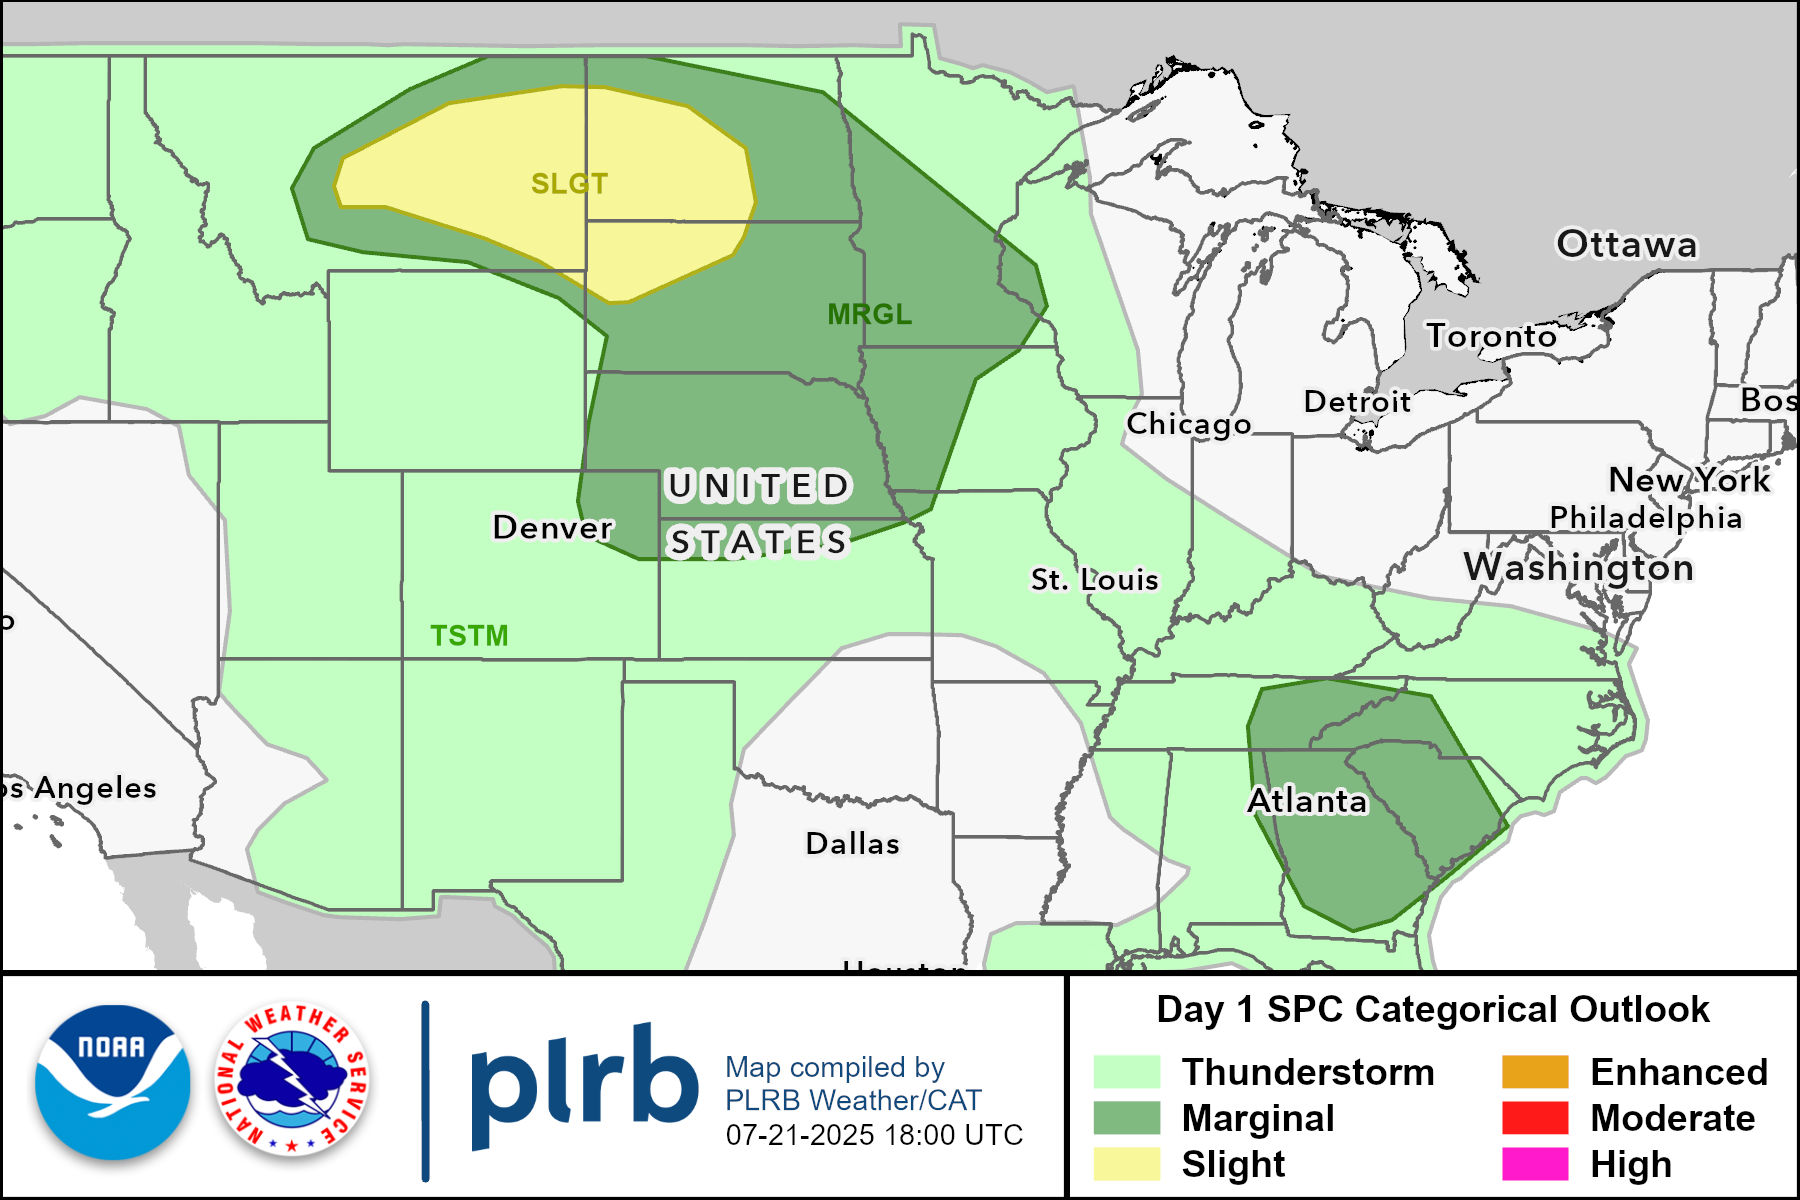 SLGT
MRGL
Ottawa
Toronto
Detroit
Chicago
Bos
UNITED
STATES
New York
Philadelphia
Denver
Washington
St. Louis
o
TSTM
os Angeles
Atlanta
Dallas
Houston
NOAA
NATIONAL WEATHER SERVICE
plrb
Map compiled by
PLRB Weather/CAT
07-21-2025 18:00 UTC
Day 1 SPC Categorical Outlook
Thunderstorm
Marginal
Slight
Enhanced
Moderate
High